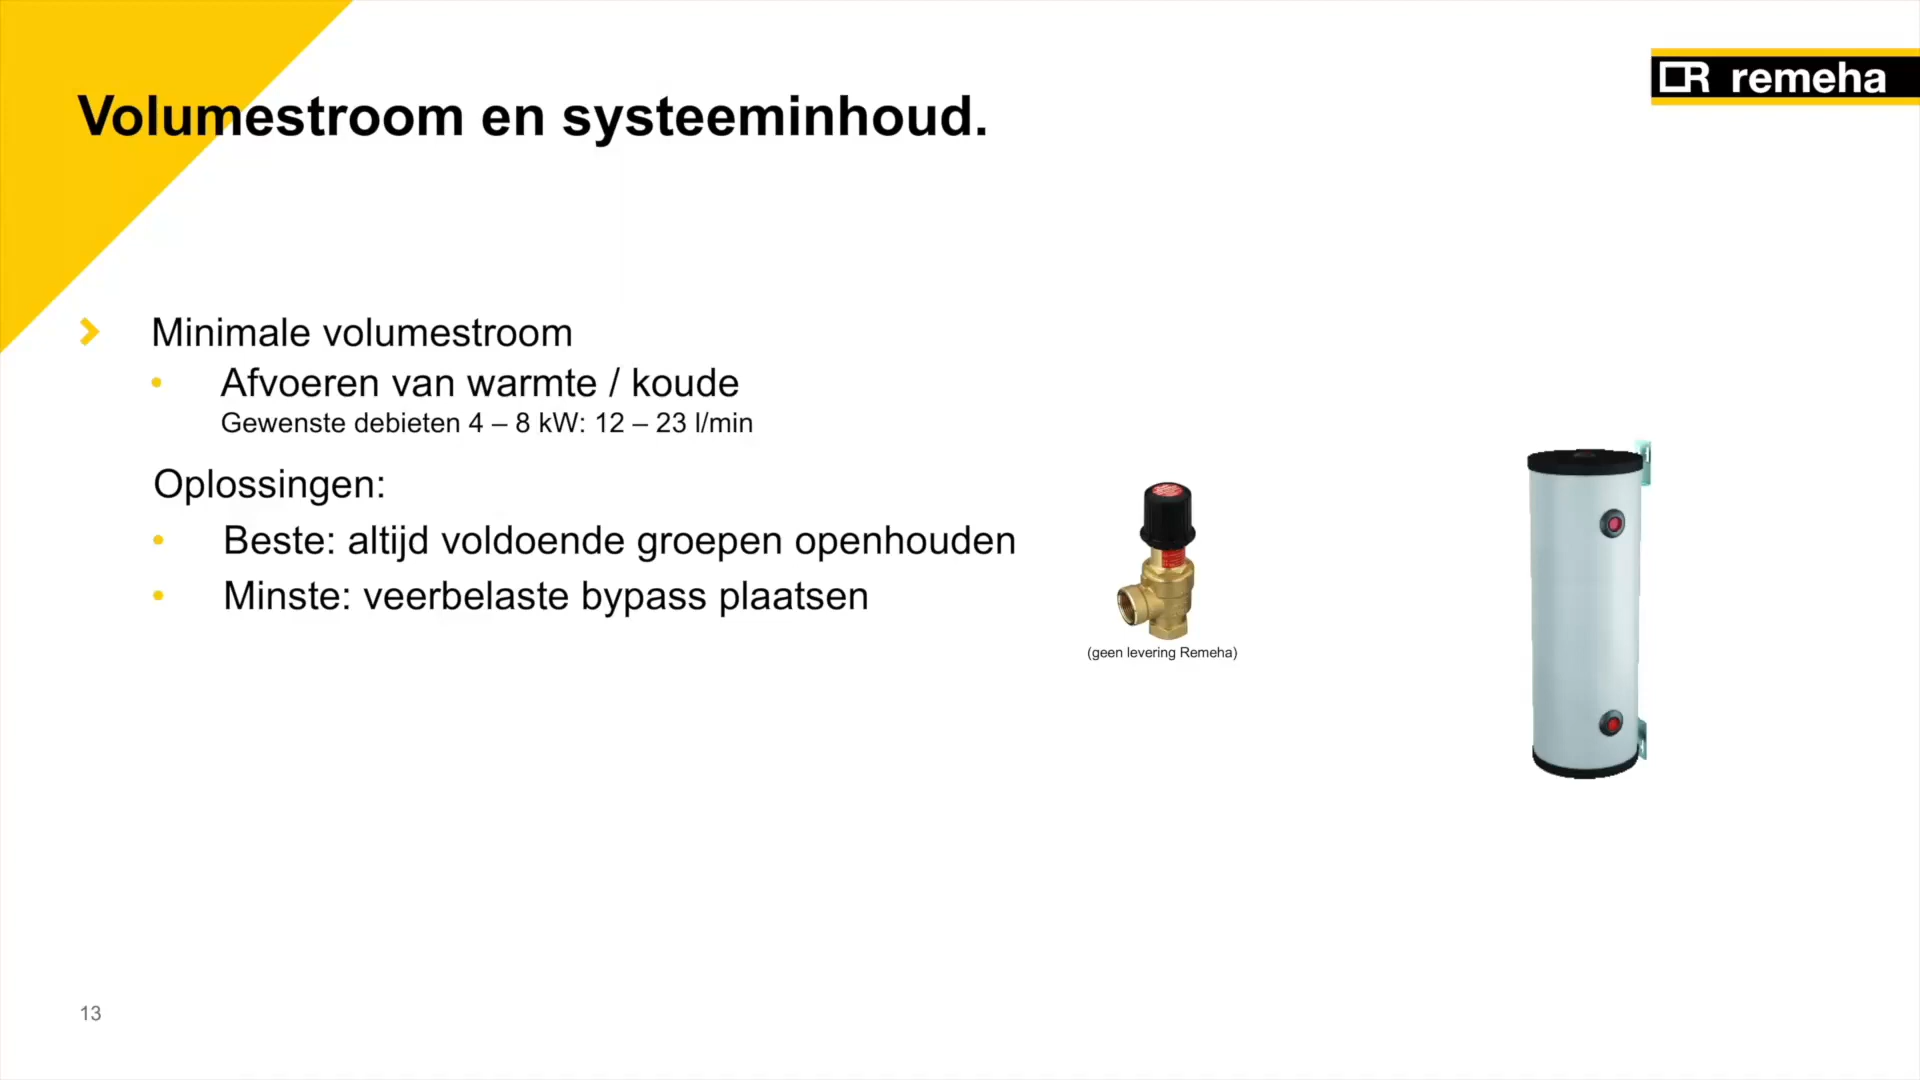 remeha
Volumestroom en systeeminhoud.
Minimale volumestroom
• Afvoeren van warmte / koude
Gewenste debieten 4 – 8 kW: 12 – 23 l/min
Oplossingen:
• Beste: altijd voldoende groepen openhouden
• Minste: veerbelaste bypass plaatsen
(geen levering Remeha)
13